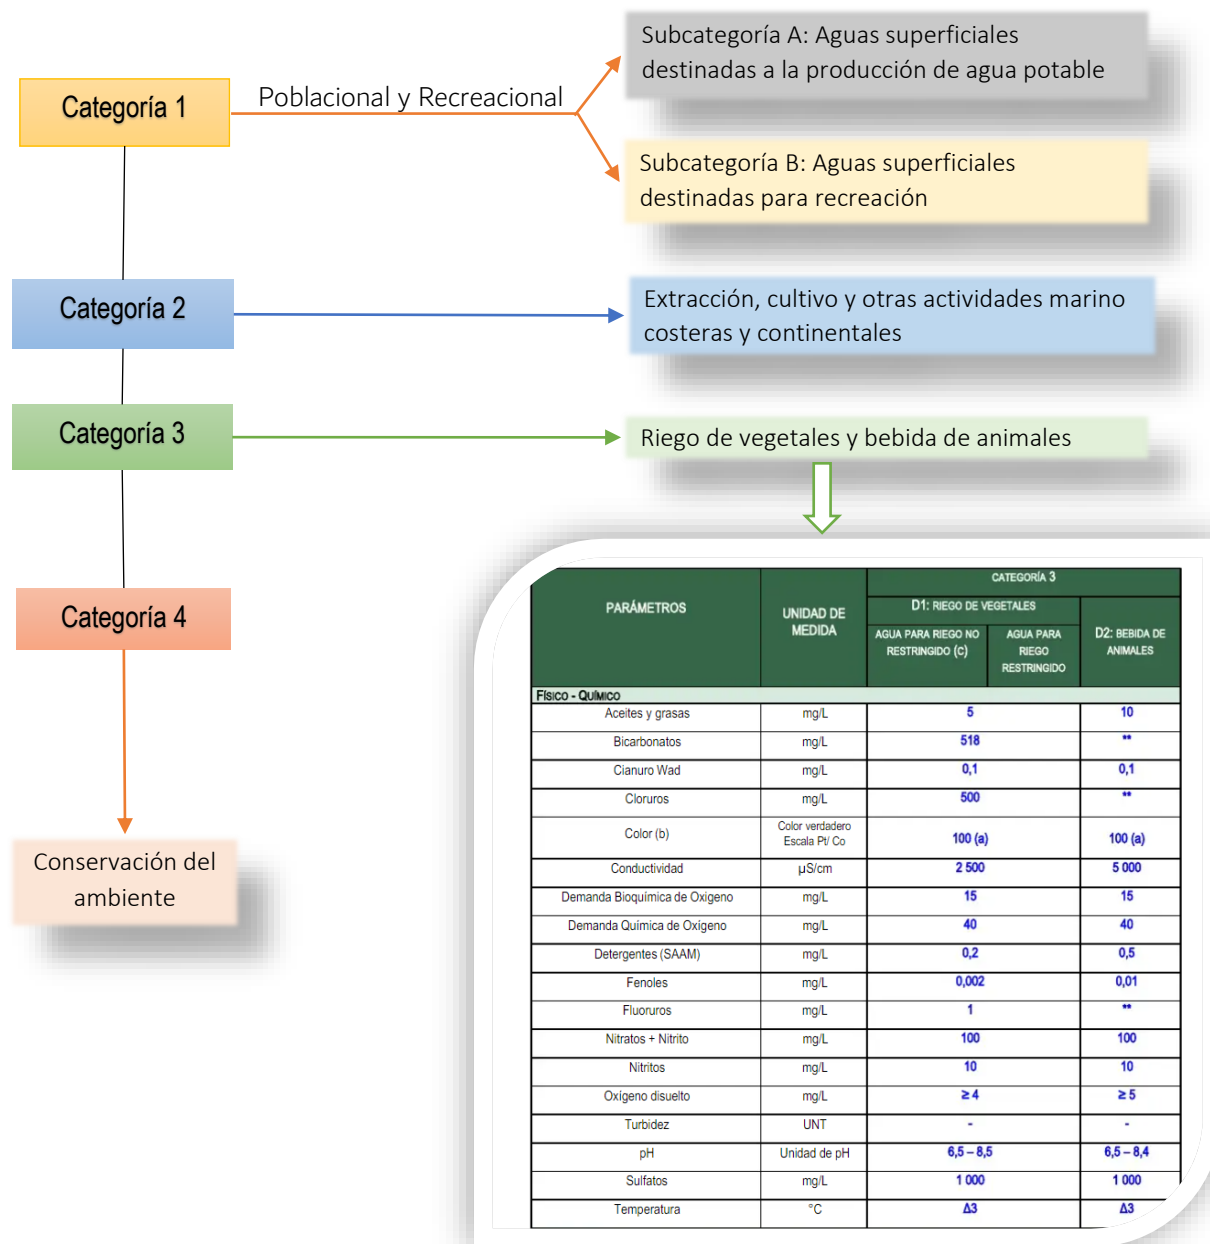 Categoría 1
Poblacional y Recreacional
Subcategoría A: Aguas superficiales
destinadas a la producción de agua potable
Subcategoría B: Aguas superficiales
destinadas para recreación
Categoría 2
Extracción, cultivo y otras actividades marino
costeras y continentales
Categoría 3
Riego de vegetales y bebida de animales
Categoría 4
Conservación del
ambiente
PARÁMETROS
UNIDAD DE
MEDIDA
CATEGORÍA 3
D1: RIEGO DE VEGETALES
AGUA PARA RIEGO NO
RESTRINGIDO (C)
AGUA PARA
RIEGO
RESTRINGIDO
D2: BEBIDA DE
ANIMALES
FÍSICO - QUÍMICO
Aceites y grasas mg/L 5 10
Bicarbonatos mg/L 518 **
Cianuro Wad mg/L 0,1 0,1
Cloruros mg/L 500 **
Color (b) Color verdadero
Escala Pt/ Co 100 (a) 100 (a)
Conductividad µS/cm 2 500 5 000
Demanda Bioquímica de Oxigeno mg/L 15 15
Demanda Química de Oxígeno mg/L 40 40
Detergentes (SAAM) mg/L 0,2 0,5
Fenoles mg/L 0,002 0,01
Fluoruros mg/L 1 **
Nitratos + Nitrito mg/L 100 100
Nitritos mg/L 10 10
Oxigeno disuelto mg/L ≥ 4 ≥ 5
Turbidez UNT - -
pH Unidad de pH 6,5 – 8,5 6,5 – 8,4
Sulfatos mg/L 1 000 1 000
Temperatura °C Δ3 Δ3